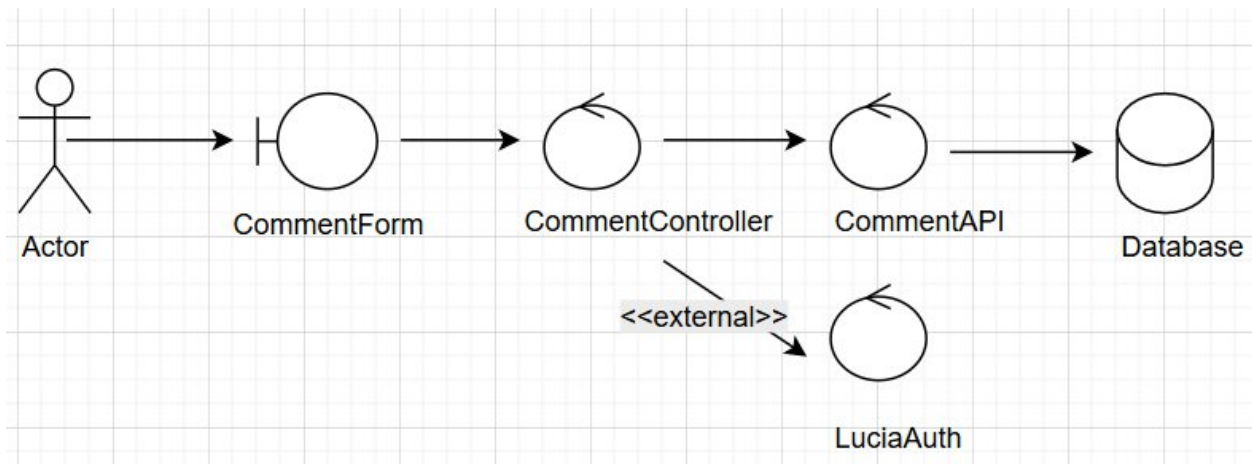 CommentForm
CommentController
CommentAPI
Actor
Database
<<external>>
LuciaAuth